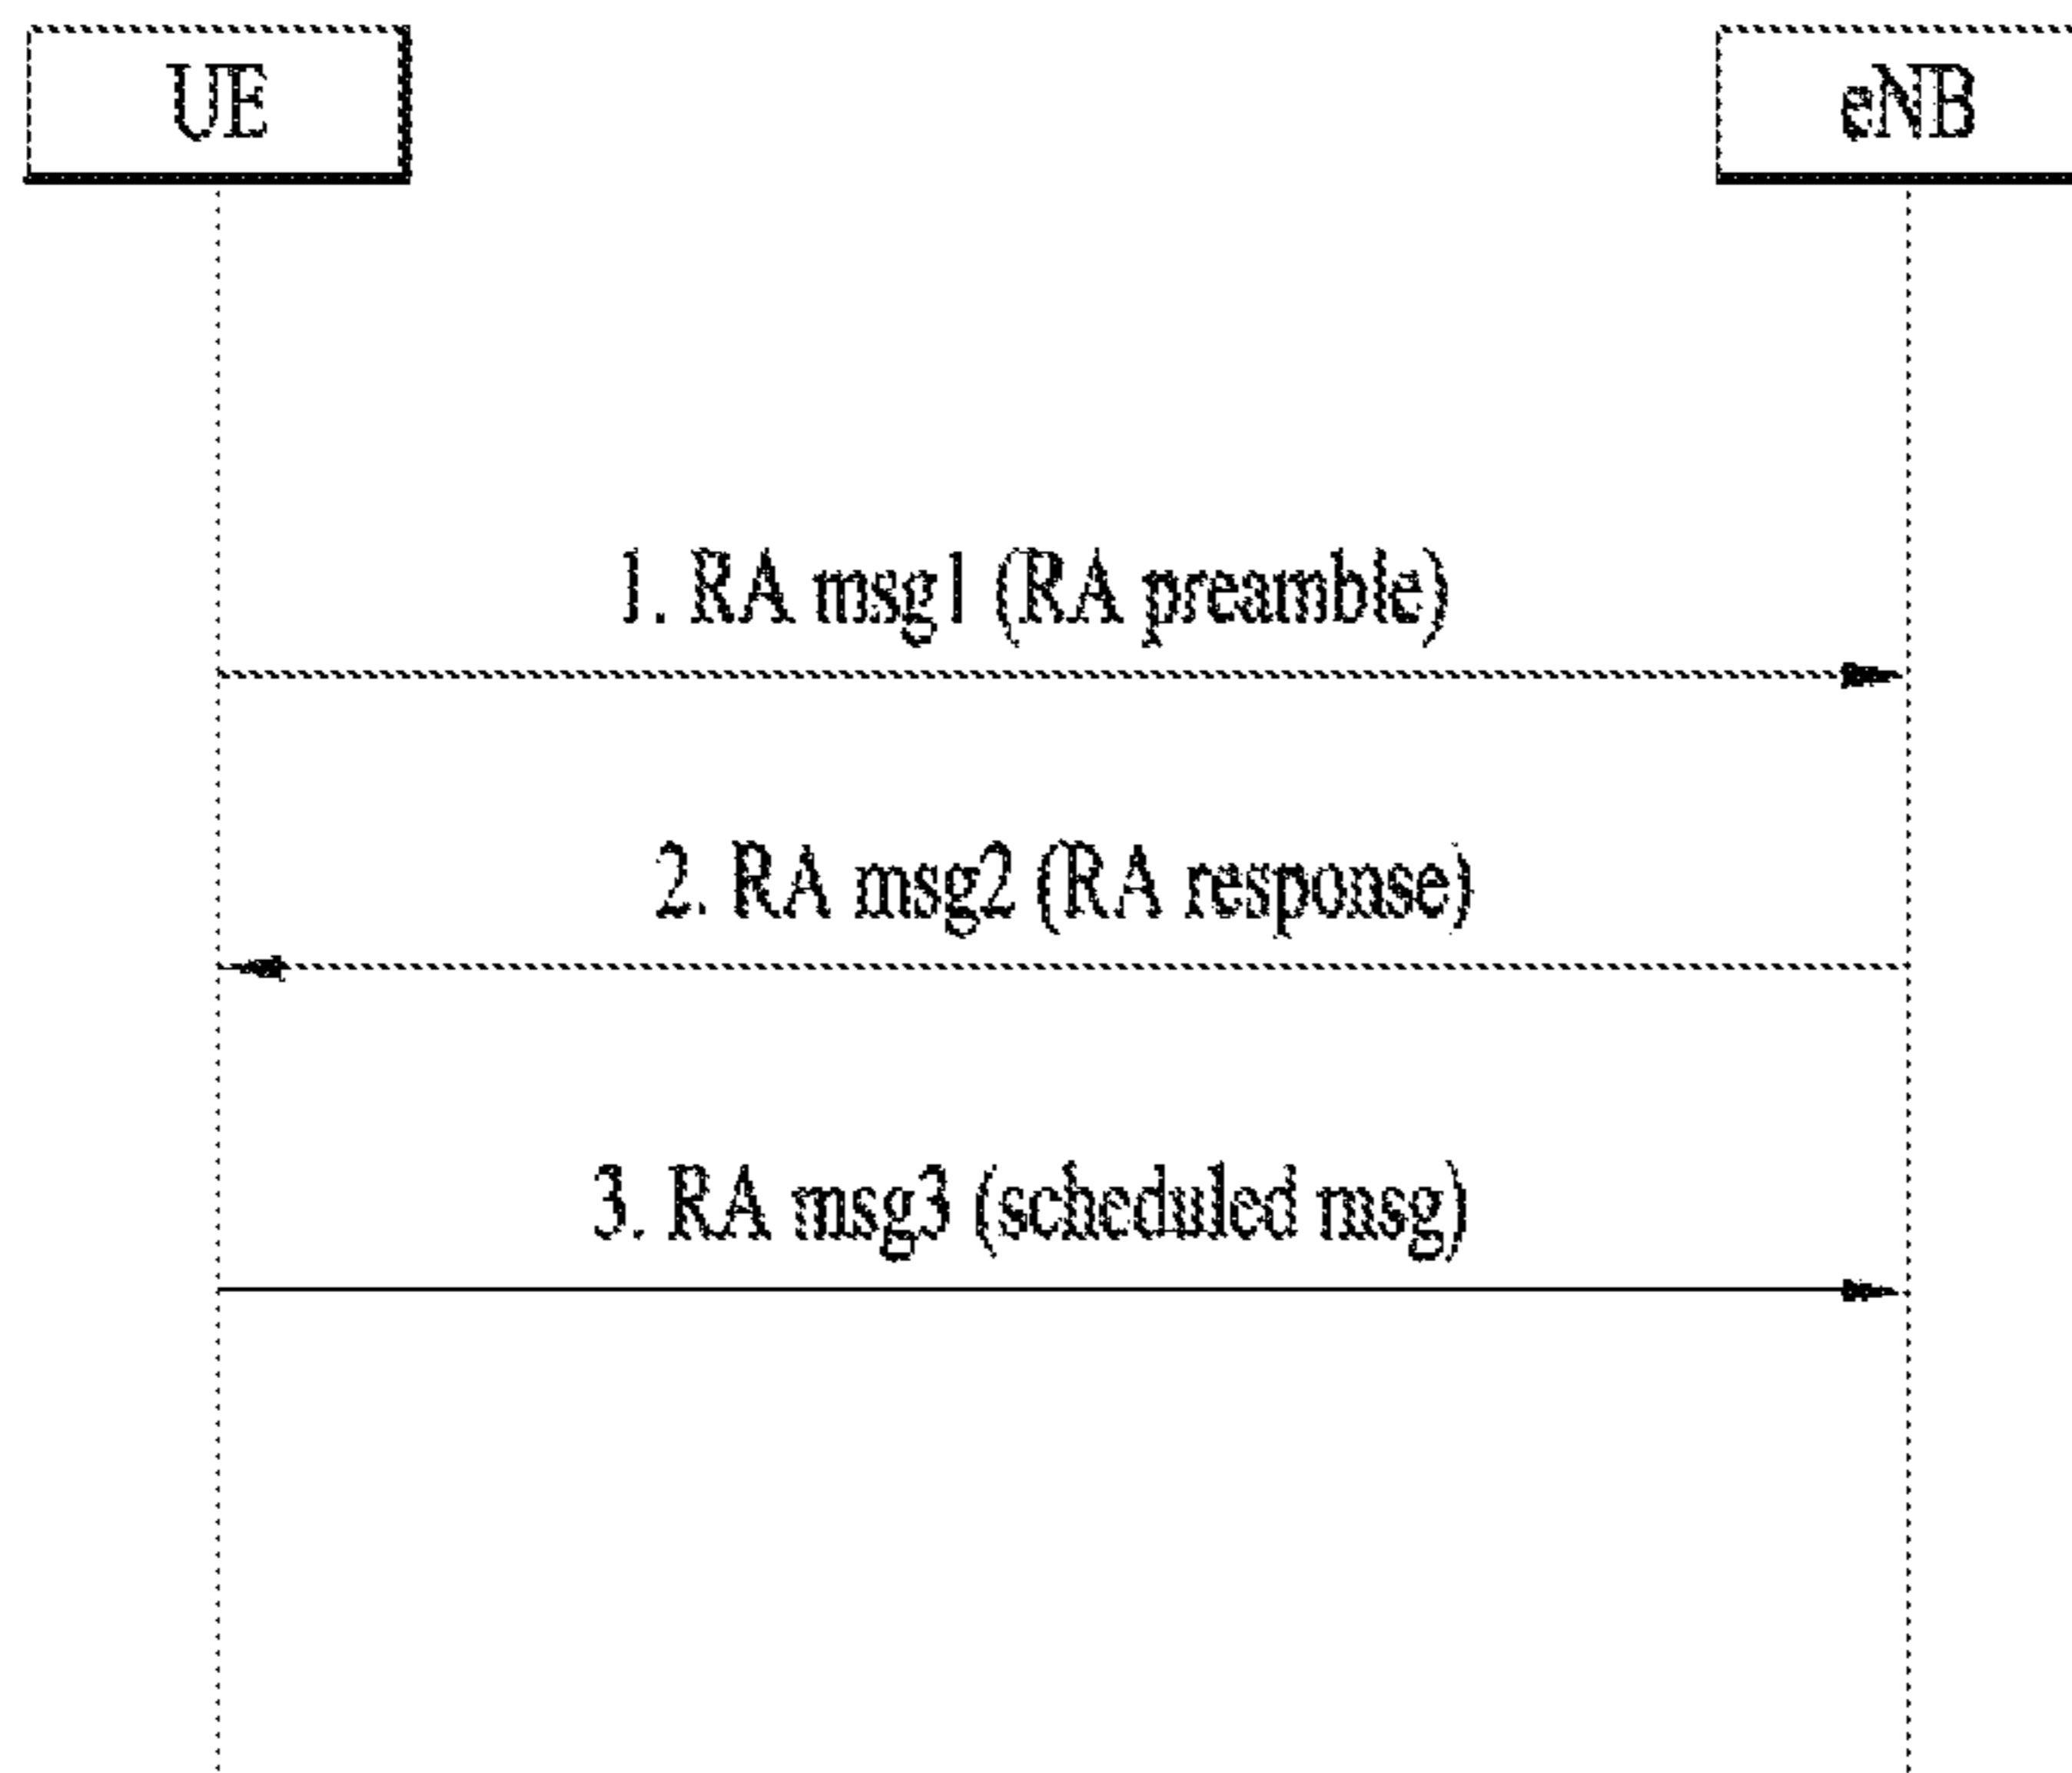 UE
eNB
1. RA msg1 (RA preamble)
2. RA msg2 (RA response)
3. RA msg3 (scheduled msg)